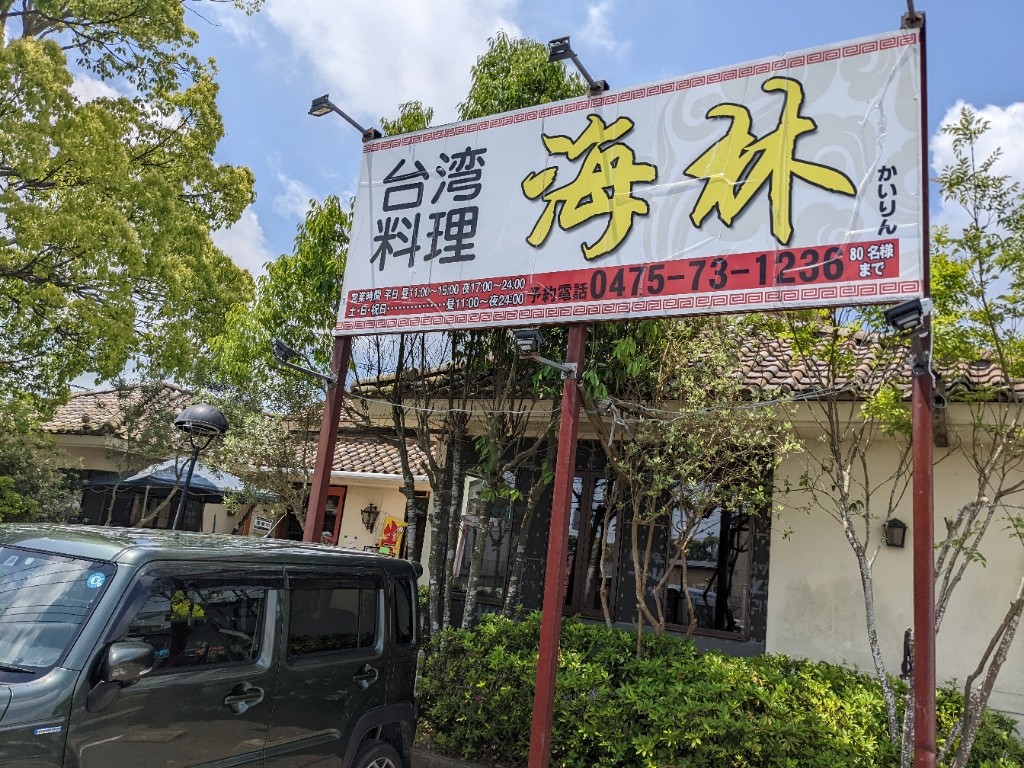 台湾
料理
海林
かいりん
営業時間 平日 昼11:00～15:00 夜17:00～24:00
土・日・祝日・・・・・・・・・・・・・・昼11:00～夜24:00
予約電話 0475-73-1236
80名様
まで